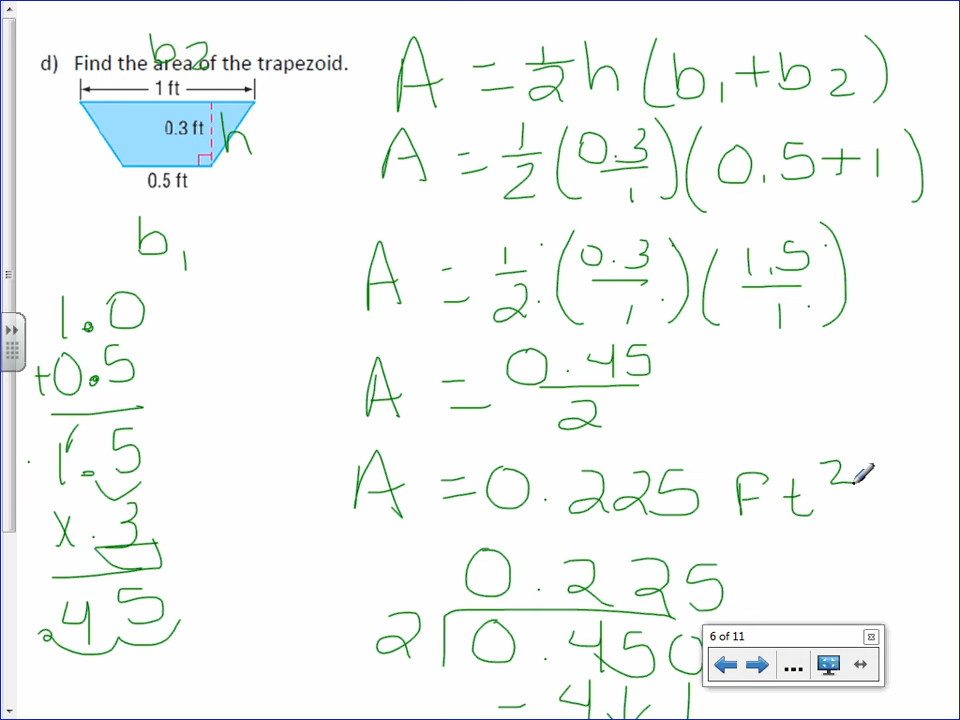 b2
d) Find the area of the trapezoid.
1 ft
0.3 ft
h
0.5 ft
b1
A = 1/2 h (b1 + b2)
A = 1/2 (0.3/1) (0.5 + 1)
A = 1/2 · (0.3/1) (1.5/1)
A = 0.45/2
A = 0.225 Ft²
1.0
+0.5
1.5
x .3
45
0.225
2 0.450
- 4
6 of 11
...